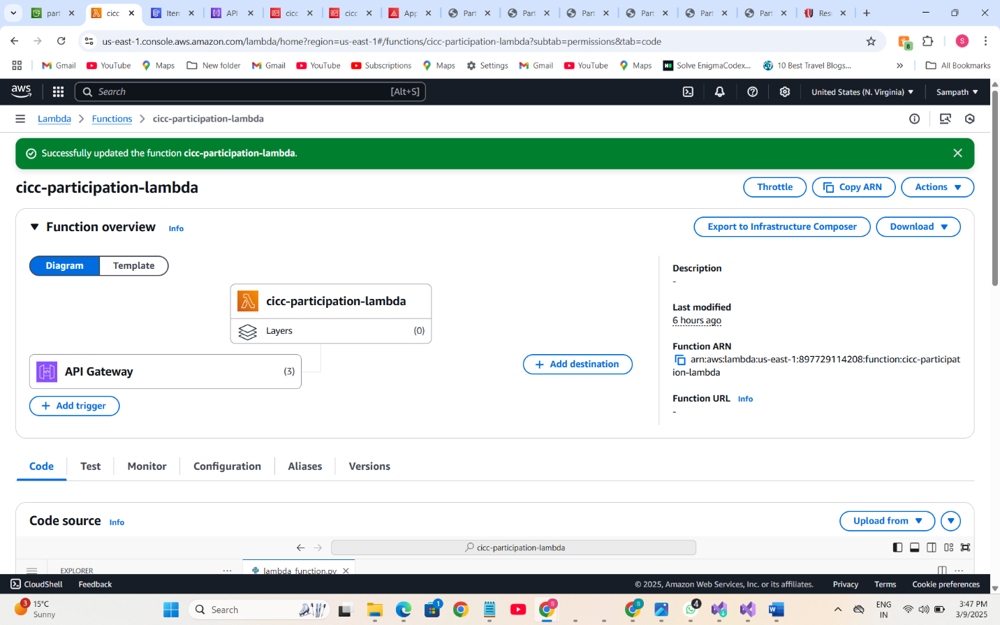 part
cicc
Item
API
cicc
cicc
App
Part
Part
Part
Part
Part
Part
Res
us-east-1.console.aws.amazon.com/lambda/home?region=us-east-1#/functions/cicc-participation-lambda?subtab=permissions&tab=code
8
S
Gmail
YouTube
Maps
New folder
Gmail
YouTube
Subscriptions
Maps
Settings
Gmail
YouTube
Maps
Solve EnigmaCodex...
10 Best Travel Blogs...
All Bookmarks
aws
Search
[Alt+S]
United States (N. Virginia)
Sampath
Lambda
Functions
cicc-participation-lambda
Successfully updated the function cicc-participation-lambda.
cicc-participation-lambda
Throttle
Copy ARN
Actions
Function overview
Info
Export to Infrastructure Composer
Download
Diagram
Template
cicc-participation-lambda
Layers
(0)
API Gateway
(3)
Add destination
Add trigger
Description
-
Last modified
6 hours ago
Function ARN
arn:aws:lambda:us-east-1:897729114208:function:cicc-participat
ion-lambda
Function URL
Info
-
Code
Test
Monitor
Configuration
Aliases
Versions
Code source
Info
Upload from
cicc-participation-lambda
EXPLORER
lambda_function.py
CloudShell
Feedback
© 2025, Amazon Web Services, Inc. or its affiliates.
Privacy
Terms
Cookie preferences
3
15°C
Sunny
Search
1
S
S
4
ENG
IN
3:47 PM
3/9/2025